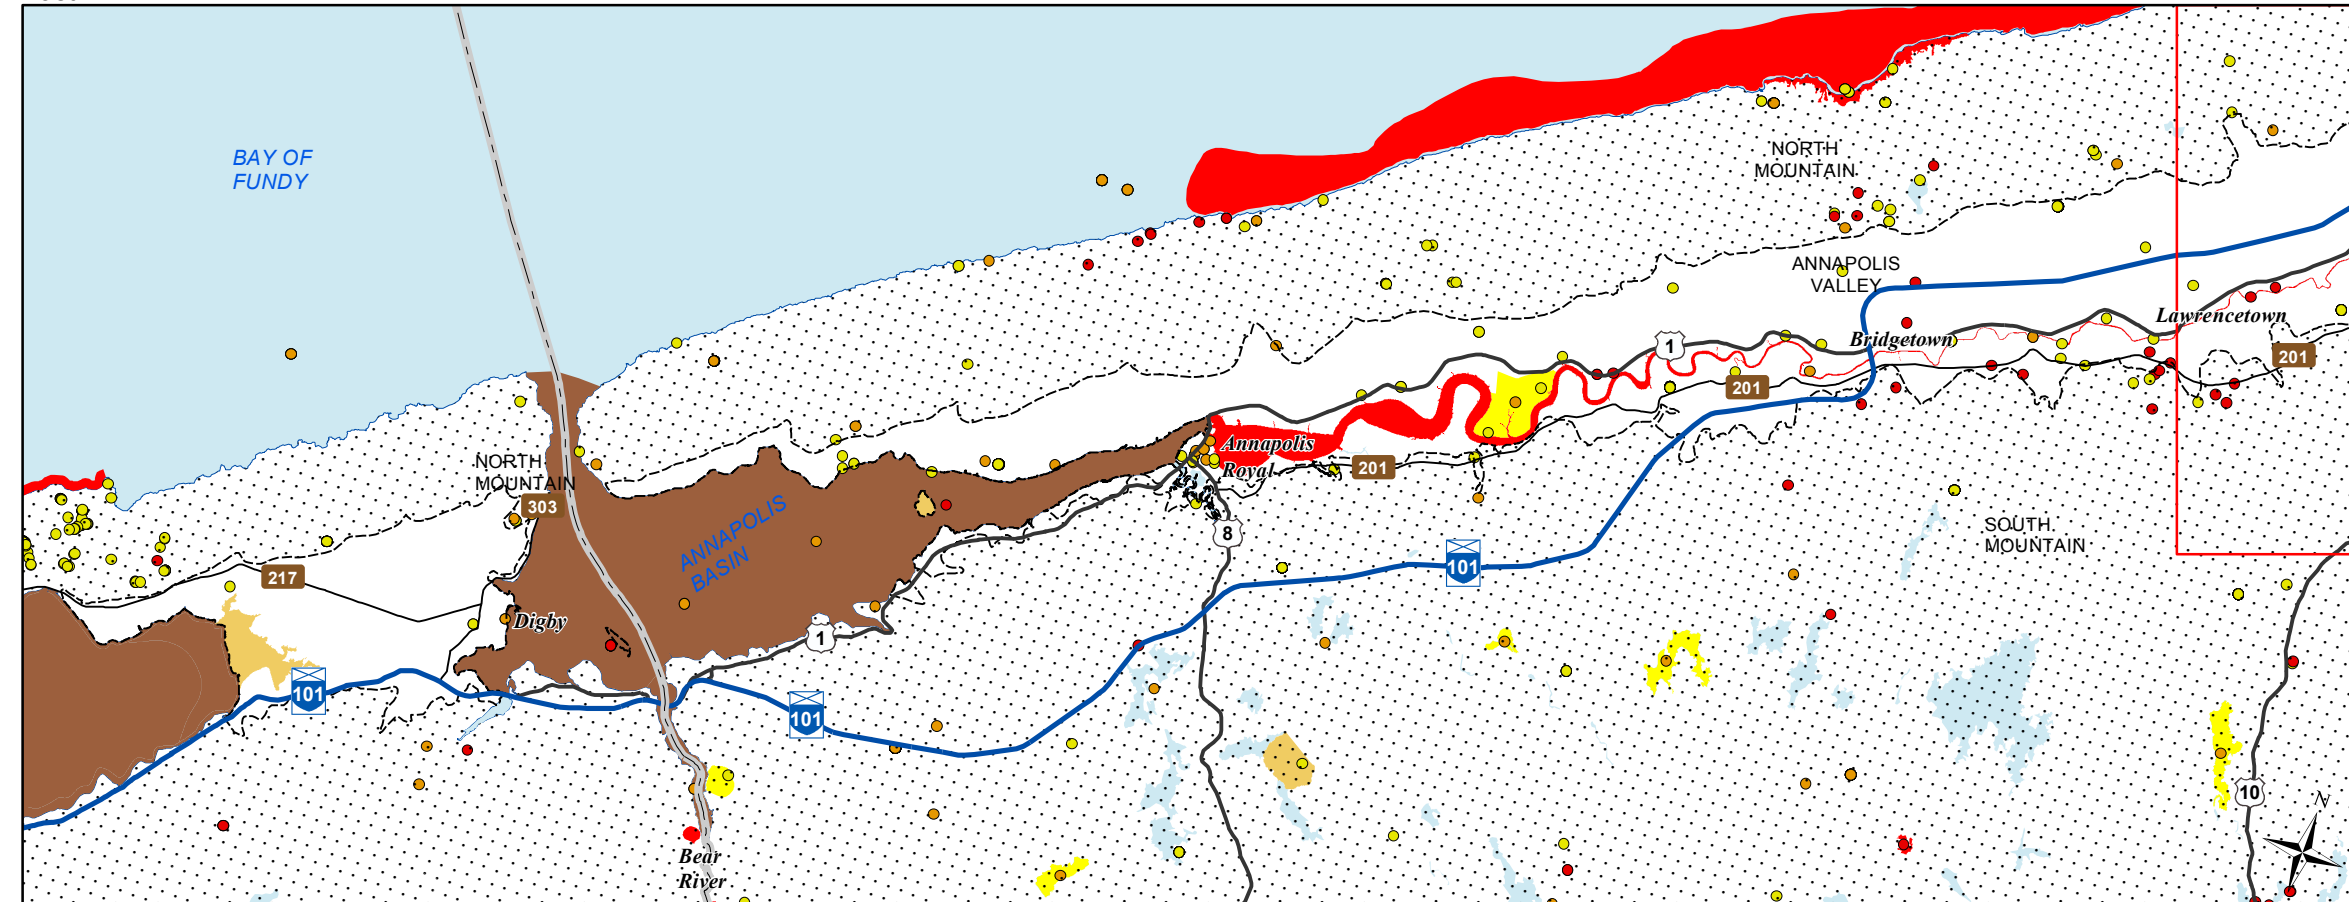 BAY OF
FUNDY
NORTH
MOUNTAIN
ANNAPOLIS
VALLEY
Lawrencetown
Bridgetown
1
201
201
Annapolis
Royal
201
NORTH
MOUNTAIN
303
ANNAPOLIS
BASIN
8
SOUTH
MOUNTAIN
101
217
Digby
1
101
101
10
N
Bear
River